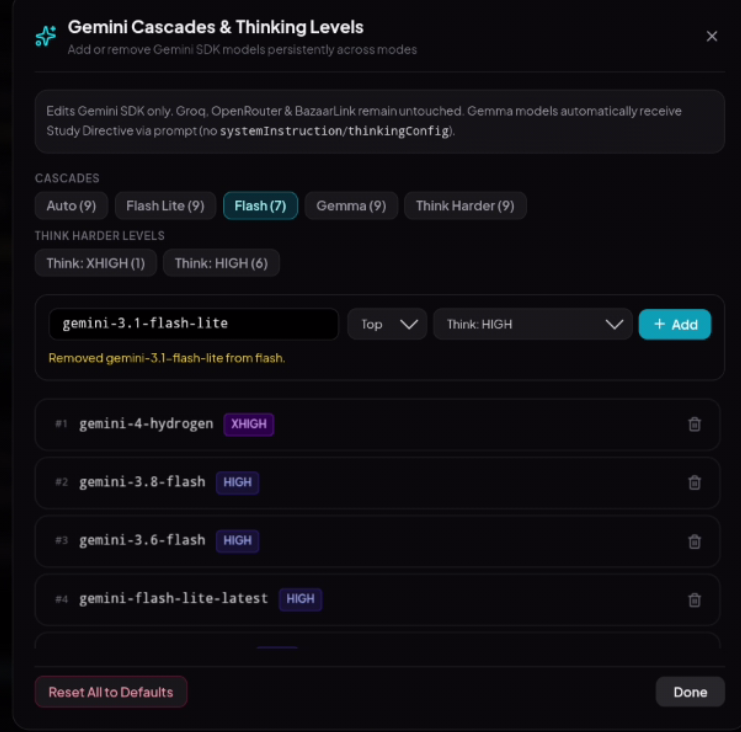 Gemini Cascades & Thinking Levels
Add or remove Gemini SDK models persistently across modes
Edits Gemini SDK only. Groq, OpenRouter & BazaarLink remain untouched. Gemma models automatically receive
Study Directive via prompt (no systemInstruction/thinkingConfig).
CASCADES
Auto (9) Flash Lite (9) Flash (7) Gemma (9) Think Harder (9)
THINK HARDER LEVELS
Think: XHIGH (1) Think: HIGH (6)
gemini-3.1-flash-lite Top Think: HIGH + Add
Removed gemini-3.1-flash-lite from flash.
#1 gemini-4-hydrogen XHIGH
#2 gemini-3.8-flash HIGH
#3 gemini-3.6-flash HIGH
#4 gemini-flash-lite-latest HIGH
Reset All to Defaults Done